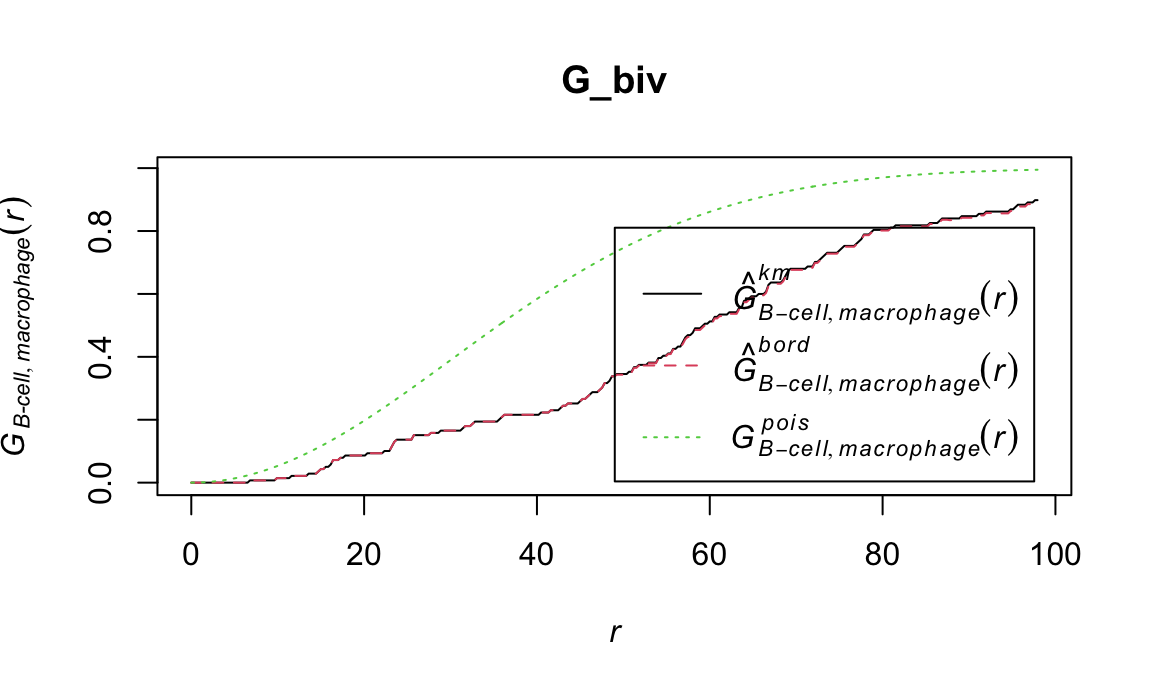 G_biv
G B-cell, macrophage(r)
0.8
0.4
0.0
Ĝ km B−cell, macrophage(r)
Ĝ bord B−cell, macrophage(r)
G pois B−cell, macrophage(r)
0 20 40 60 80 100
r